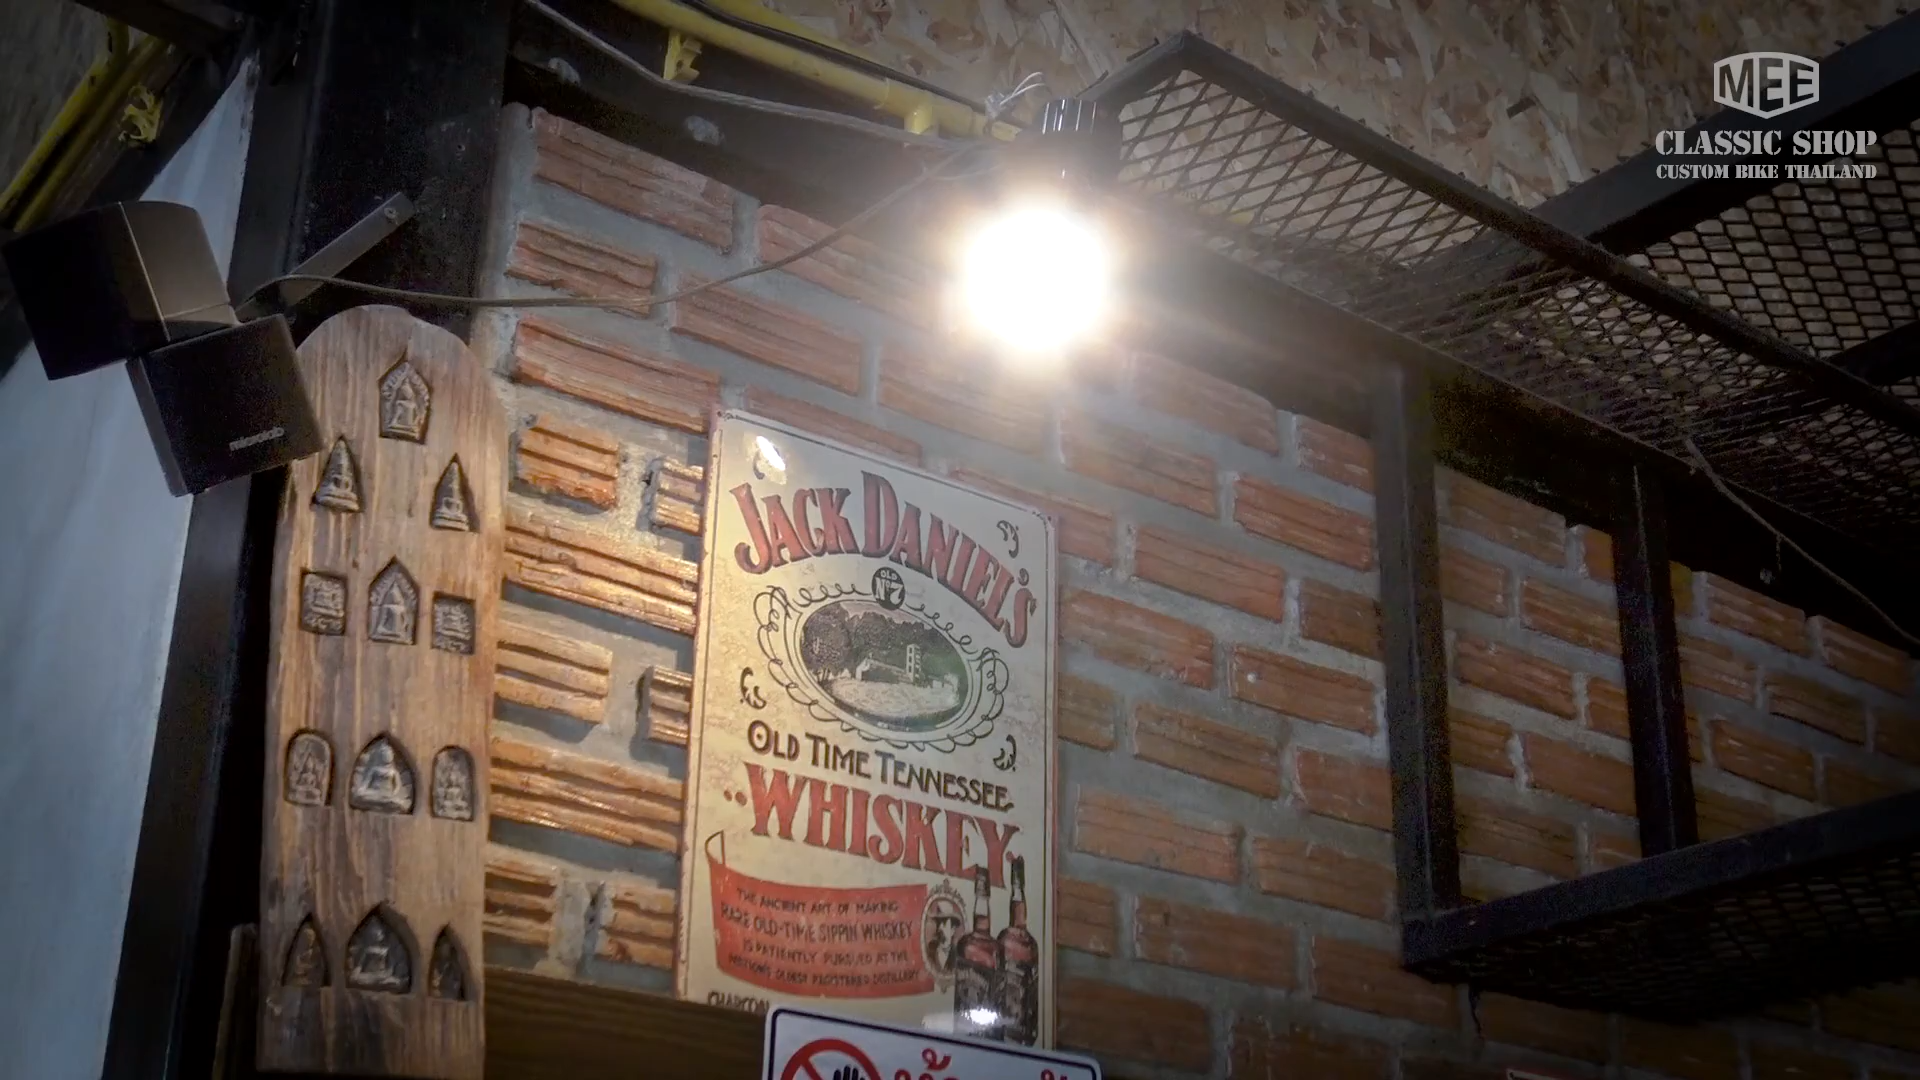 MEE
CLASSIC SHOP
CUSTOM BIKE THAILAND
JACK DANIEL'S
OLD
Nº7
OLD TIME TENNESSEE
WHISKEY
THE ANCIENT ART OF MAKING
RARE OLD-TIME SIPPIN' WHISKEY
IS PATIENTLY PURSUED AT THE
NATION'S OLDEST REGISTERED DISTILLERY